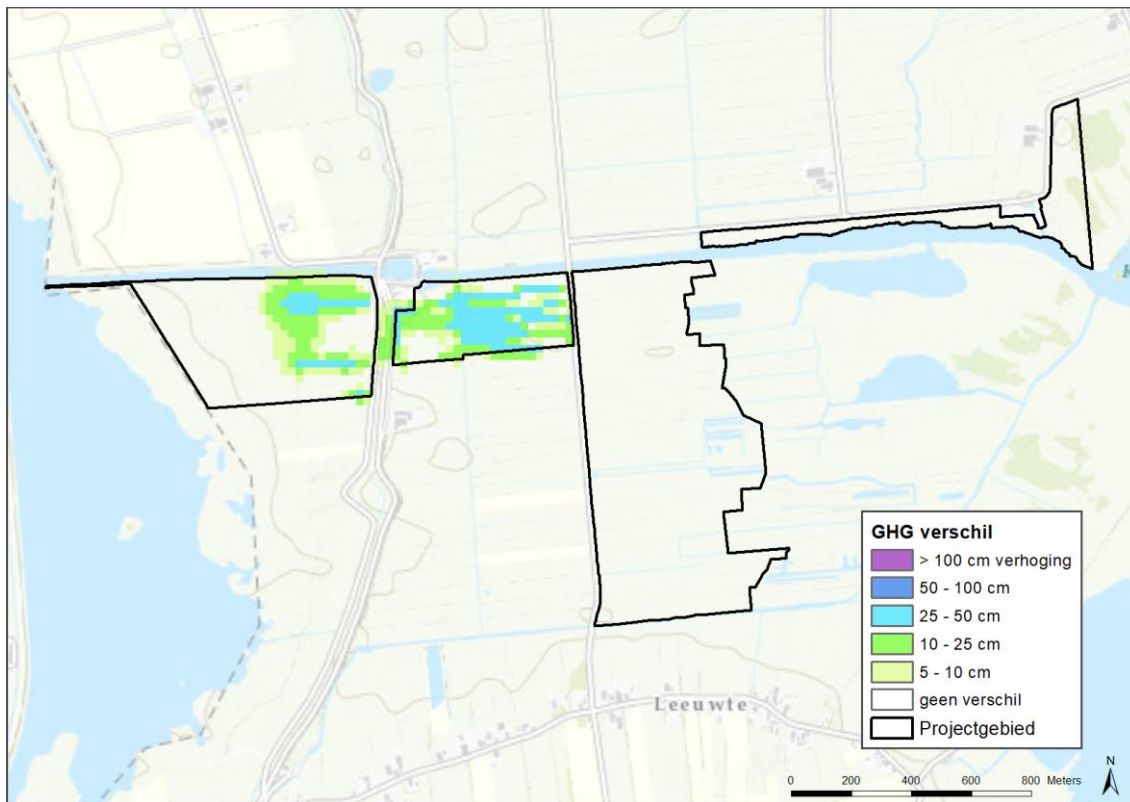 K
GHG verschil
> 100 cm verhoging
50 - 100 cm
25 - 50 cm
10 - 25 cm
5 - 10 cm
geen verschil
Projectgebied
Leeuwte
N
0 200 400 600 800 Meters